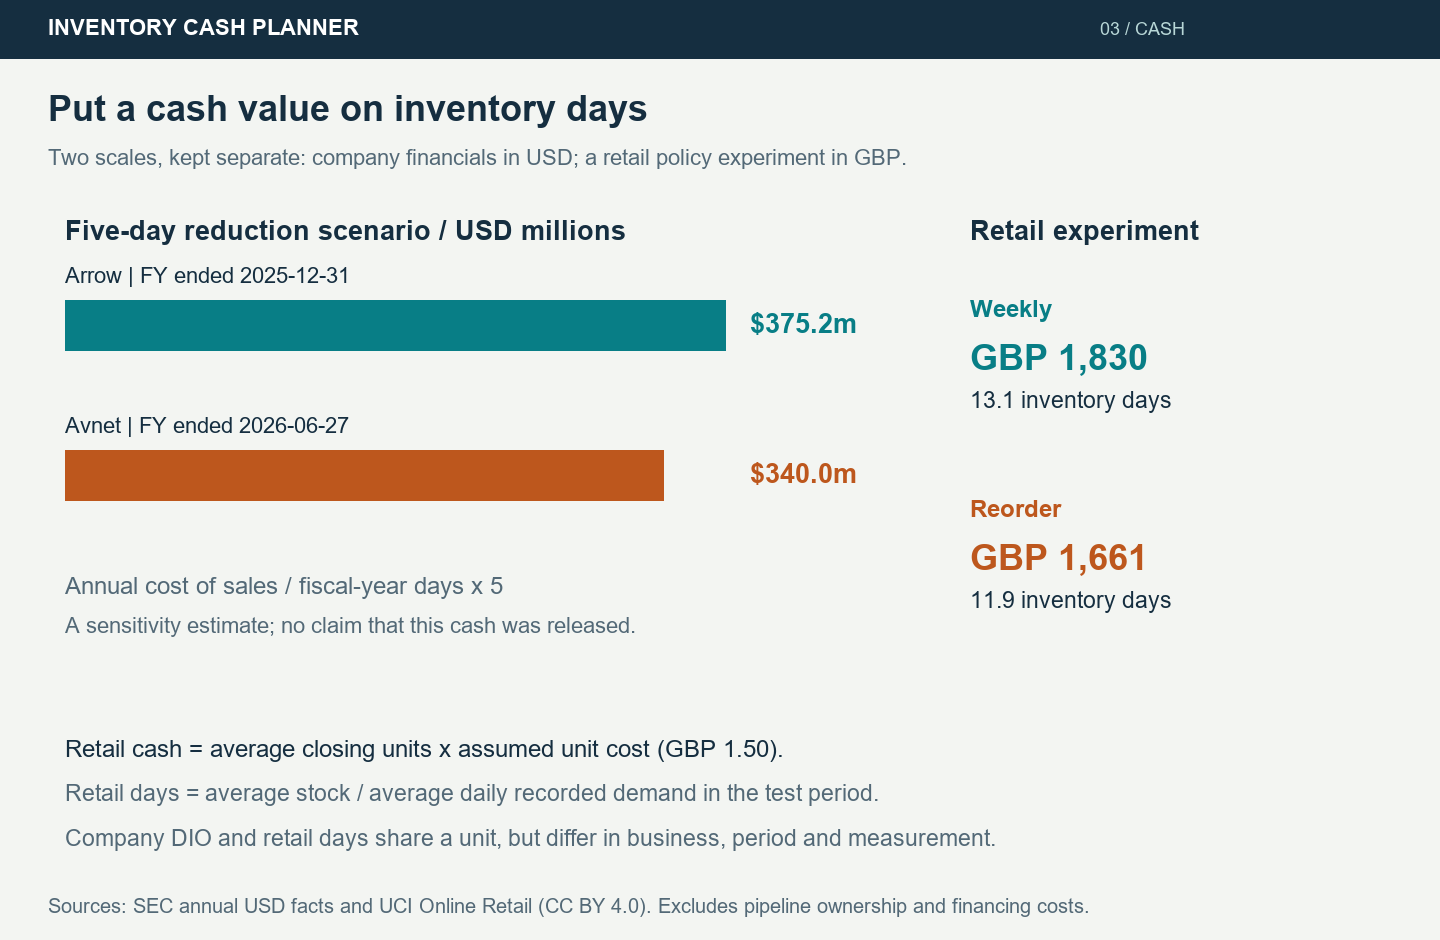 INVENTORY CASH PLANNER
03 / CASH
Put a cash value on inventory days
Two scales, kept separate: company financials in USD; a retail policy experiment in GBP.
Five-day reduction scenario / USD millions
Arrow | FY ended 2025-12-31
$375.2m
Avnet | FY ended 2026-06-27
$340.0m
Annual cost of sales / fiscal-year days x 5
A sensitivity estimate; no claim that this cash was released.
Retail experiment
Weekly
GBP 1,830
13.1 inventory days
Reorder
GBP 1,661
11.9 inventory days
Retail cash = average closing units x assumed unit cost (GBP 1.50).
Retail days = average stock / average daily recorded demand in the test period.
Company DIO and retail days share a unit, but differ in business, period and measurement.
Sources: SEC annual USD facts and UCI Online Retail (CC BY 4.0). Excludes pipeline ownership and financing costs.